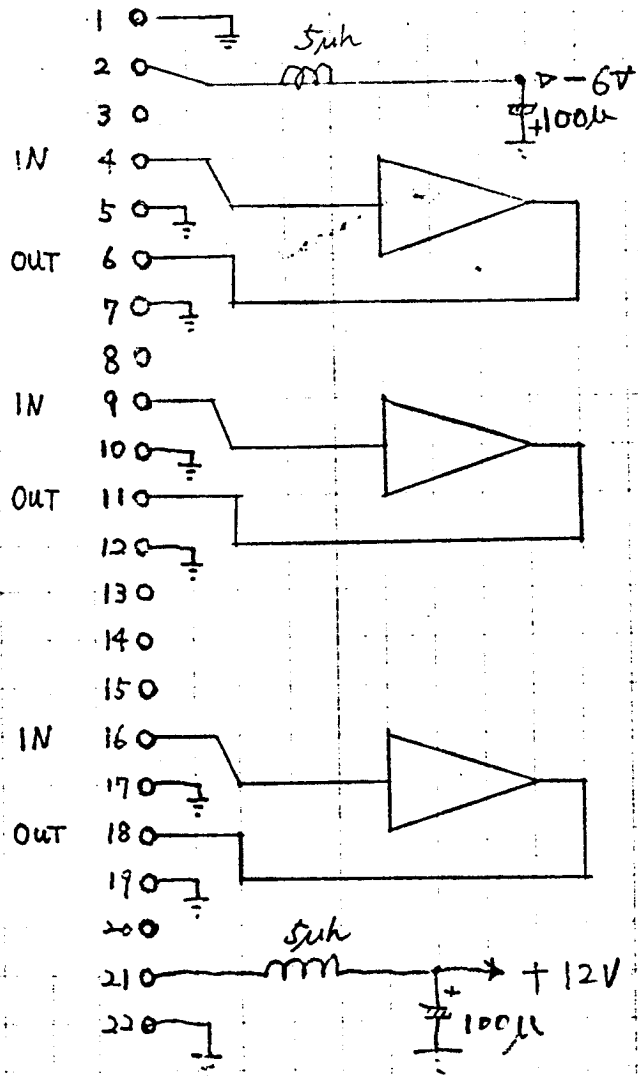 1
5μh
2 -6V
3 +100μ
IN 4
5
OUT 6
7
8
IN 9
10
OUT 11
12
13
14
15
IN 16
17
OUT 18
19
20
5μh
21 + 12V
+
22 100μ